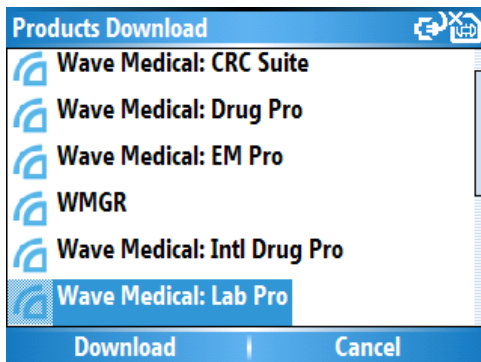 Products Download
Wave Medical: CRC Suite
Wave Medical: Drug Pro
Wave Medical: EM Pro
WMGR
Wave Medical: Intl Drug Pro
Wave Medical: Lab Pro
Download Cancel